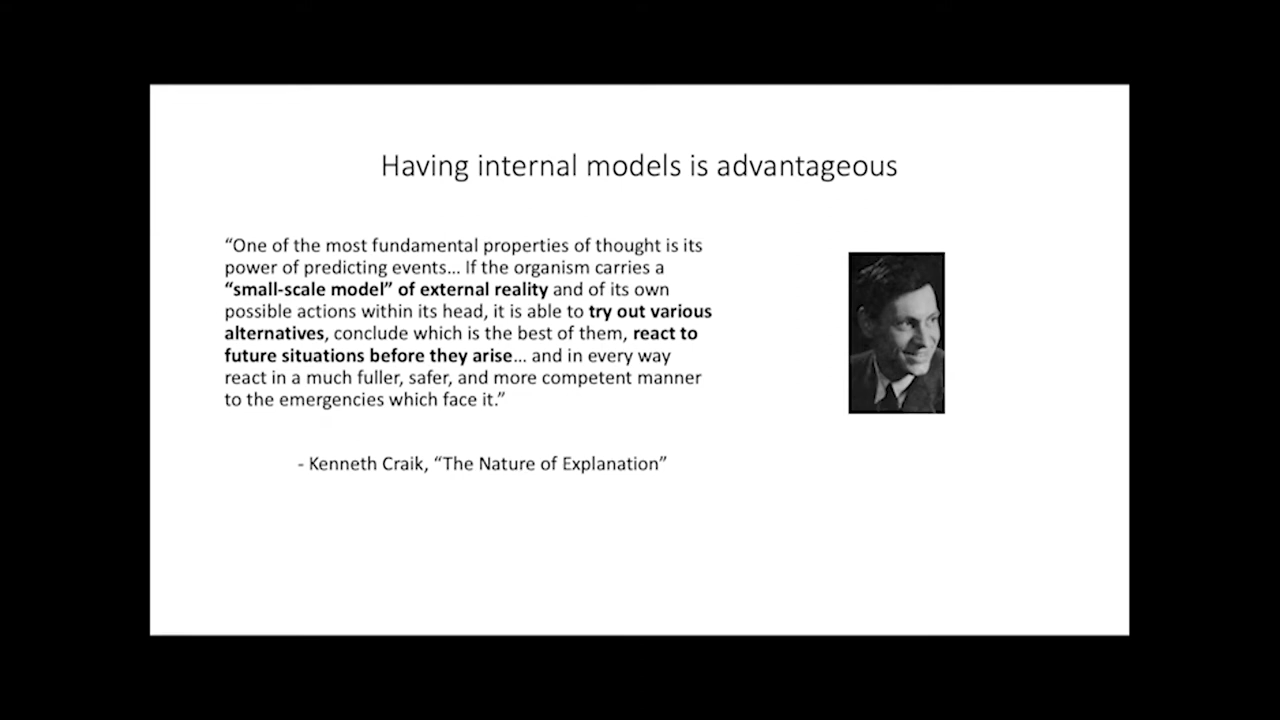 Having internal models is advantageous
“One of the most fundamental properties of thought is its
power of predicting events... If the organism carries a
“small-scale model” of external reality and of its own
possible actions within its head, it is able to try out various
alternatives, conclude which is the best of them, react to
future situations before they arise... and in every way
react in a much fuller, safer, and more competent manner
to the emergencies which face it.”
- Kenneth Craik, “The Nature of Explanation”